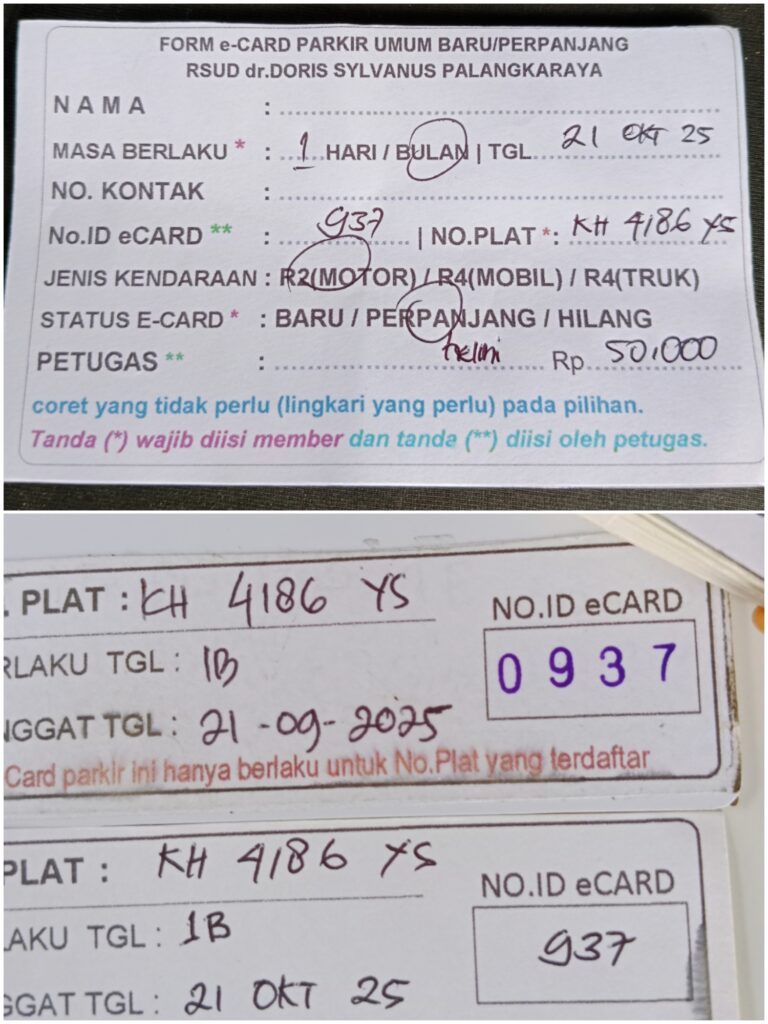 FORM e-CARD PARKIR UMUM BARU/PERPANJANG
RSUD dr.DORIS SYLVANUS PALANGKARAYA
NAMA :
MASA BERLAKU * : 1 HARI / BULAN | TGL 21 OKT 25
NO. KONTAK :
No.ID eCARD ** : 937 | NO.PLAT *: KH 4186 YS
JENIS KENDARAAN : R2(MOTOR) / R4(MOBIL) / R4(TRUK)
STATUS E-CARD * : BARU / PERPANJANG / HILANG
PETUGAS ** : Rp 50.000
coret yang tidak perlu (lingkari yang perlu) pada pilihan.
Tanda (*) wajib diisi member dan tanda (**) diisi oleh petugas.
. PLAT : KH 4186 YS
NO.ID eCARD
RLAKU TGL : 1B
0937
NGGAT TGL : 21-09-2025
Card parkir ini hanya berlaku untuk No.Plat yang terdaftar
PLAT : KH 4186 YS
NO.ID eCARD
AKU TGL : 1B
937
GGAT TGL : 21 OKT 25